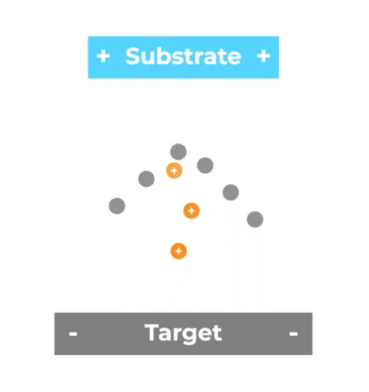 + Substrate +
+
+
+
- Target -